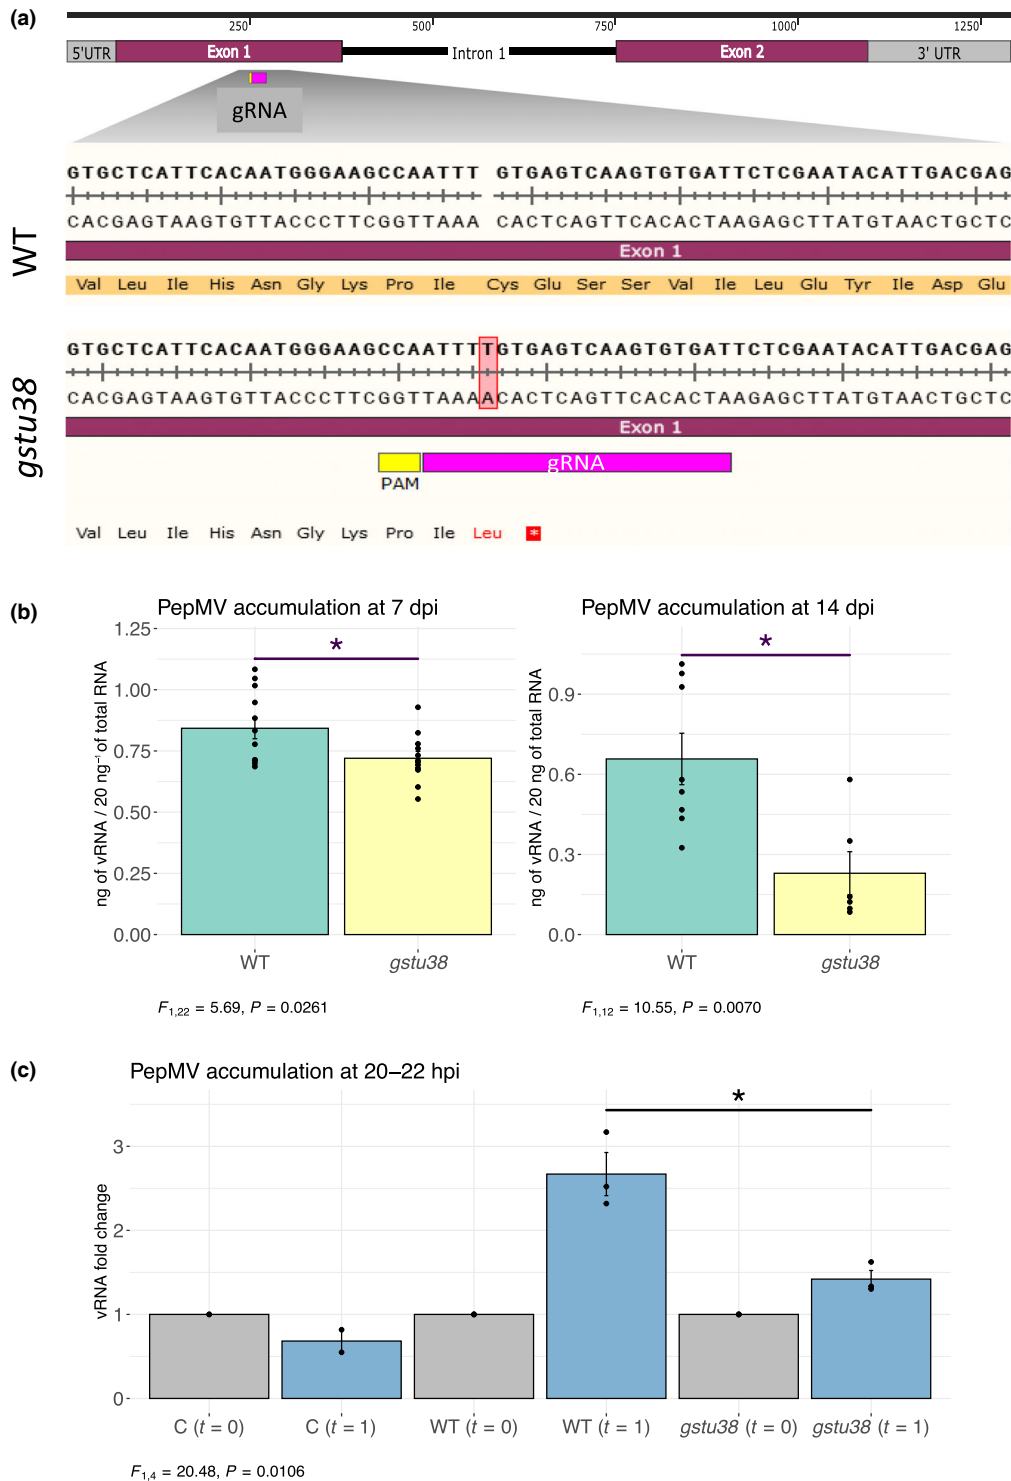 (a)
250 500 750 1000 1250
5'UTR Exon 1 Intron 1 Exon 2 3' UTR
gRNA
WT
GTGCTCATTCACAATGGGAAGCCAATTT GTGAGTCAAGTGTGATTCTCGAATACATTGACGAG
CACGAGTAAGTGTTACCCTTCGGTTAAA CACTCAGTTCACACTAAGAGCTTATGTAACTGCTC
Exon 1
Val Leu Ile His Asn Gly Lys Pro Ile Cys Glu Ser Ser Val Ile Leu Glu Tyr Ile Asp Glu
gstu38
GTGCTCATTCACAATGGGAAGCCAATTTTGTGAGTCAAGTGTGATTCTCGAATACATTGACGAG
CACGAGTAAGTGTTACCCTTCGGTTAAAACACTCAGTTCACACTAAGAGCTTATGTAACTGCTC
Exon 1
gRNA
PAM
Val Leu Ile His Asn Gly Lys Pro Ile Leu *
(b)
PepMV accumulation at 7 dpi
ng of vRNA / 20 ng⁻¹ of total RNA
1.25
1.00
0.75
0.50
0.25
0.00
*
WT gstu38
F1,22 = 5.69, P = 0.0261
PepMV accumulation at 14 dpi
ng of vRNA / 20 ng of total RNA
0.9
0.6
0.3
0.0
*
WT gstu38
F1,12 = 10.55, P = 0.0070
(c)
PepMV accumulation at 20–22 hpi
vRNA fold change
3
2
1
0
*
C (t = 0) C (t = 1) WT (t = 0) WT (t = 1) gstu38 (t = 0) gstu38 (t = 1)
F1,4 = 20.48, P = 0.0106